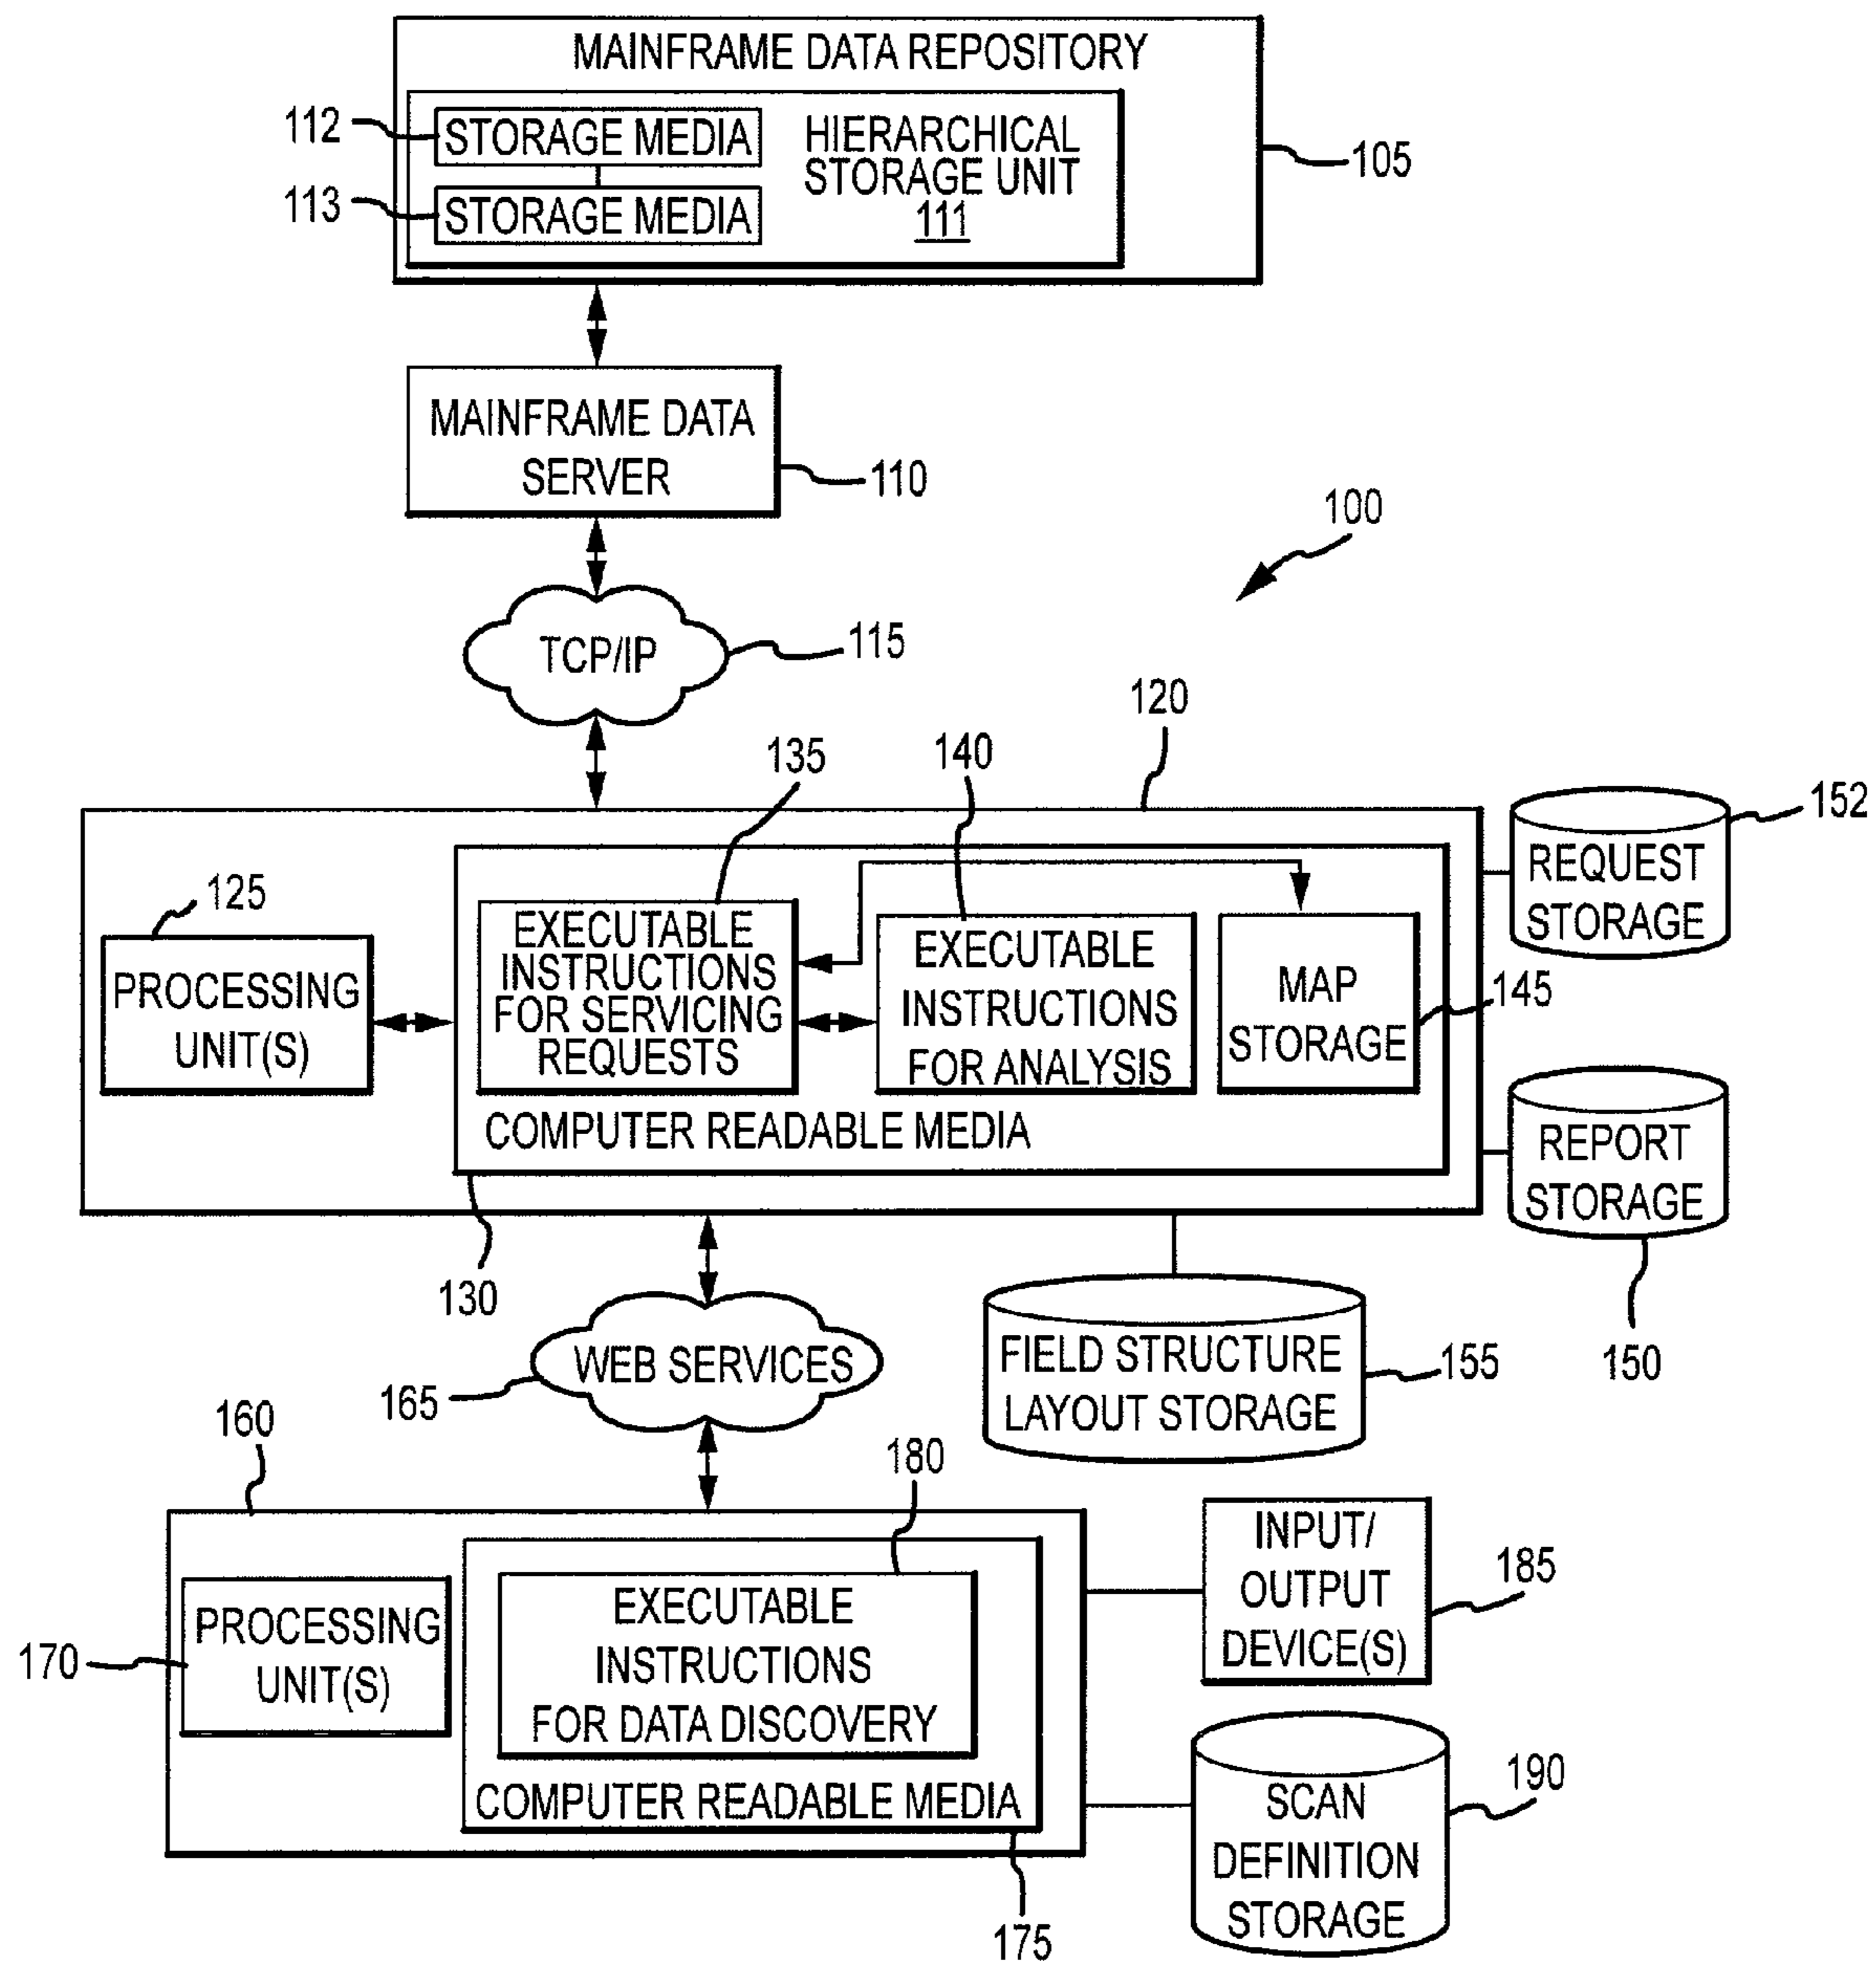 MAINFRAME DATA REPOSITORY
112
STORAGE MEDIA
HIERARCHICAL
STORAGE UNIT
111
105
113
STORAGE MEDIA
MAINFRAME DATA
SERVER
110
100
TCP/IP
115
120
135
140
152
REQUEST
STORAGE
125
PROCESSING
UNIT(S)
EXECUTABLE
INSTRUCTIONS
FOR SERVICING
REQUESTS
EXECUTABLE
INSTRUCTIONS
FOR ANALYSIS
MAP
STORAGE
145
COMPUTER READABLE MEDIA
REPORT
STORAGE
130
150
WEB SERVICES
165
FIELD STRUCTURE
LAYOUT STORAGE
155
160
180
PROCESSING
UNIT(S)
170
EXECUTABLE
INSTRUCTIONS
FOR DATA DISCOVERY
COMPUTER READABLE MEDIA
175
INPUT/
OUTPUT
DEVICE(S)
185
SCAN
DEFINITION
STORAGE
190